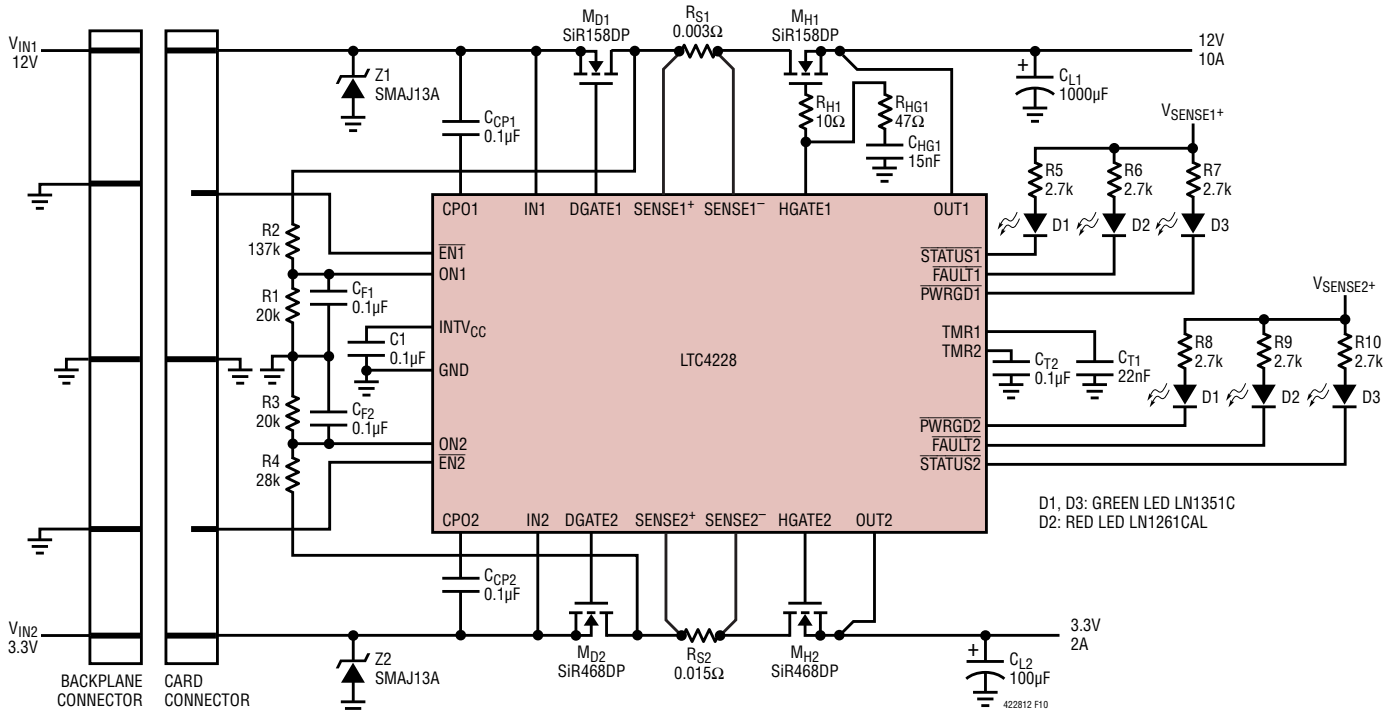 VIN1
12V
Z1
SMAJ13A
CCP1
0.1µF
MD1
SiR158DP
RS1
0.003Ω
MH1
SiR158DP
RH1
10Ω
RHG1
47Ω
CHG1
15nF
12V
10A
+
CL1
1000µF
VSENSE1+
R5
2.7k
R6
2.7k
R7
2.7k
D1
D2
D3
CPO1
IN1
DGATE1
SENSE1+
SENSE1−
HGATE1
OUT1
R2
137k
R1
20k
CF1
0.1µF
C1
0.1µF
R3
20k
CF2
0.1µF
R4
28k
EN1
ON1
INTVCC
GND
ON2
EN2
LTC4228
STATUS1
FAULT1
PWRGD1
TMR1
TMR2
PWRGD2
FAULT2
STATUS2
CT2
0.1µF
CT1
22nF
VSENSE2+
R8
2.7k
R9
2.7k
R10
2.7k
D1
D2
D3
D1, D3: GREEN LED LN1351C
D2: RED LED LN1261CAL
CPO2
IN2
DGATE2
SENSE2+
SENSE2−
HGATE2
OUT2
CCP2
0.1µF
VIN2
3.3V
Z2
SMAJ13A
MD2
SiR468DP
RS2
0.015Ω
MH2
SiR468DP
3.3V
2A
+
CL2
100µF
BACKPLANE
CONNECTOR
CARD
CONNECTOR
422812 F10